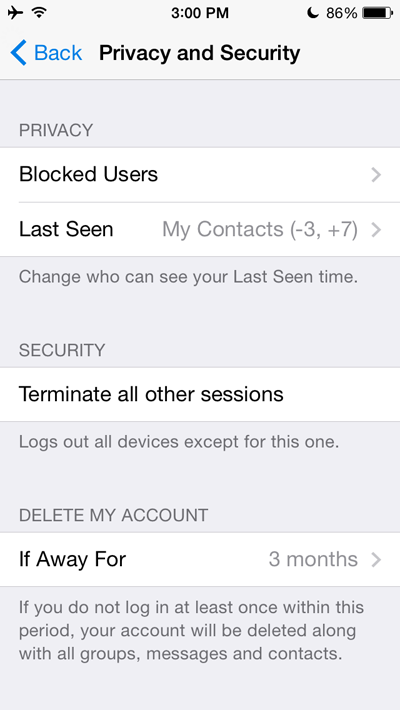 3:00 PM 86%
Back Privacy and Security
PRIVACY
Blocked Users
Last Seen My Contacts (-3, +7)
Change who can see your Last Seen time.
SECURITY
Terminate all other sessions
Logs out all devices except for this one.
DELETE MY ACCOUNT
If Away For 3 months
If you do not log in at least once within this
period, your account will be deleted along
with all groups, messages and contacts.